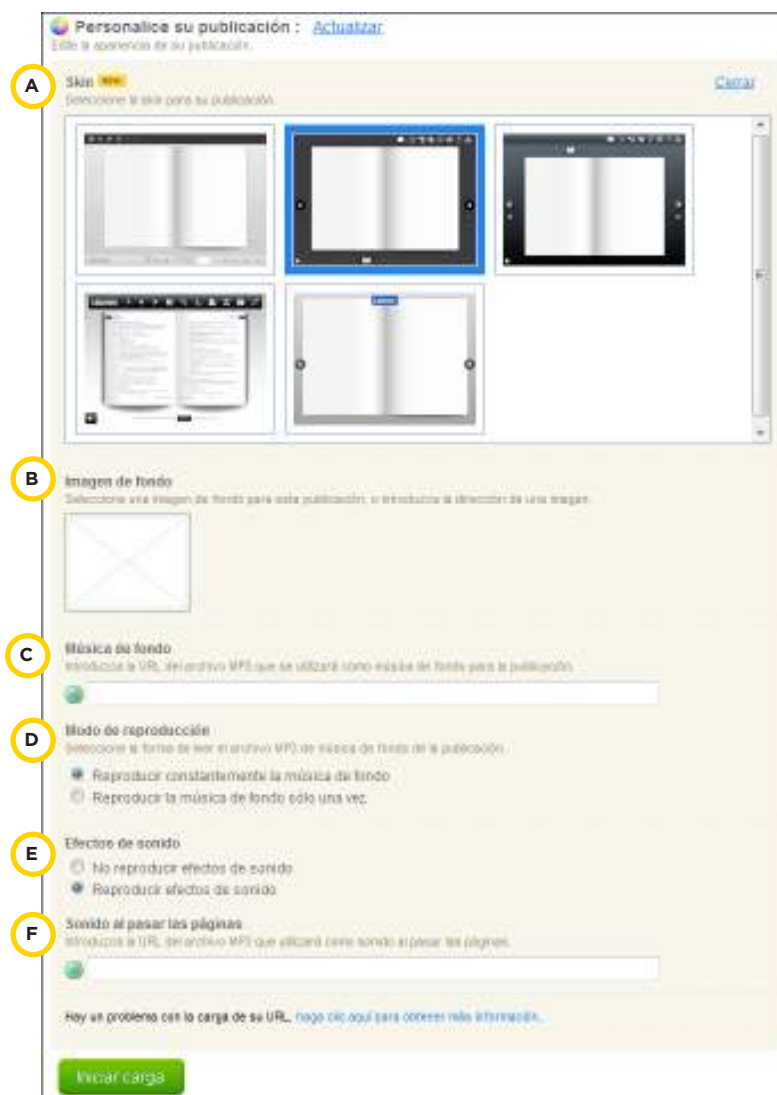 Personalice su publicación : Actualizar
Edite la apariencia de su publicación.
A
Skin
Cerrar
Seleccione la skin para su publicación.
B
Imagen de fondo
Seleccione una imagen de fondo para esta publicación, o introduzca la dirección de una imagen.
C
Música de fondo
Introduzca la URL del archivo MP3 que se utilizará como música de fondo para la publicación.
D
Modo de reproducción
Seleccione la forma de leer el archivo MP3 de música de fondo de la publicación.
Reproducir constantemente la música de fondo
Reproducir la música de fondo sólo una vez
E
Efectos de sonido
No reproducir efectos de sonido
Reproducir efectos de sonido
F
Sonido al pasar las páginas
Introduzca la URL del archivo MP3 que utilizará como sonido al pasar las páginas.
Hay un problema con la carga de su URL, haga clic aquí para obtener más información.
Iniciar carga